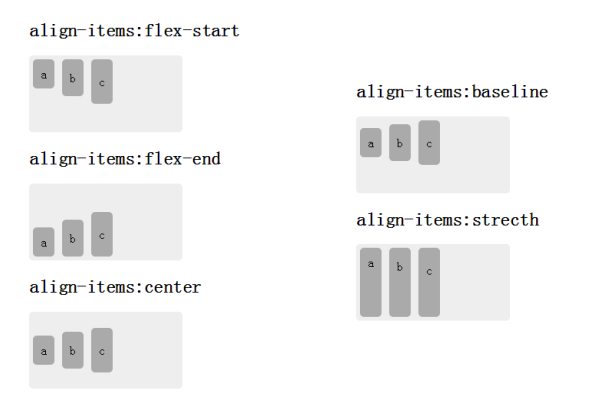 align-items:flex-start
a b c
align-items:flex-end
a b c
align-items:center
a b c
align-items:baseline
a b c
align-items:strecth
a b c